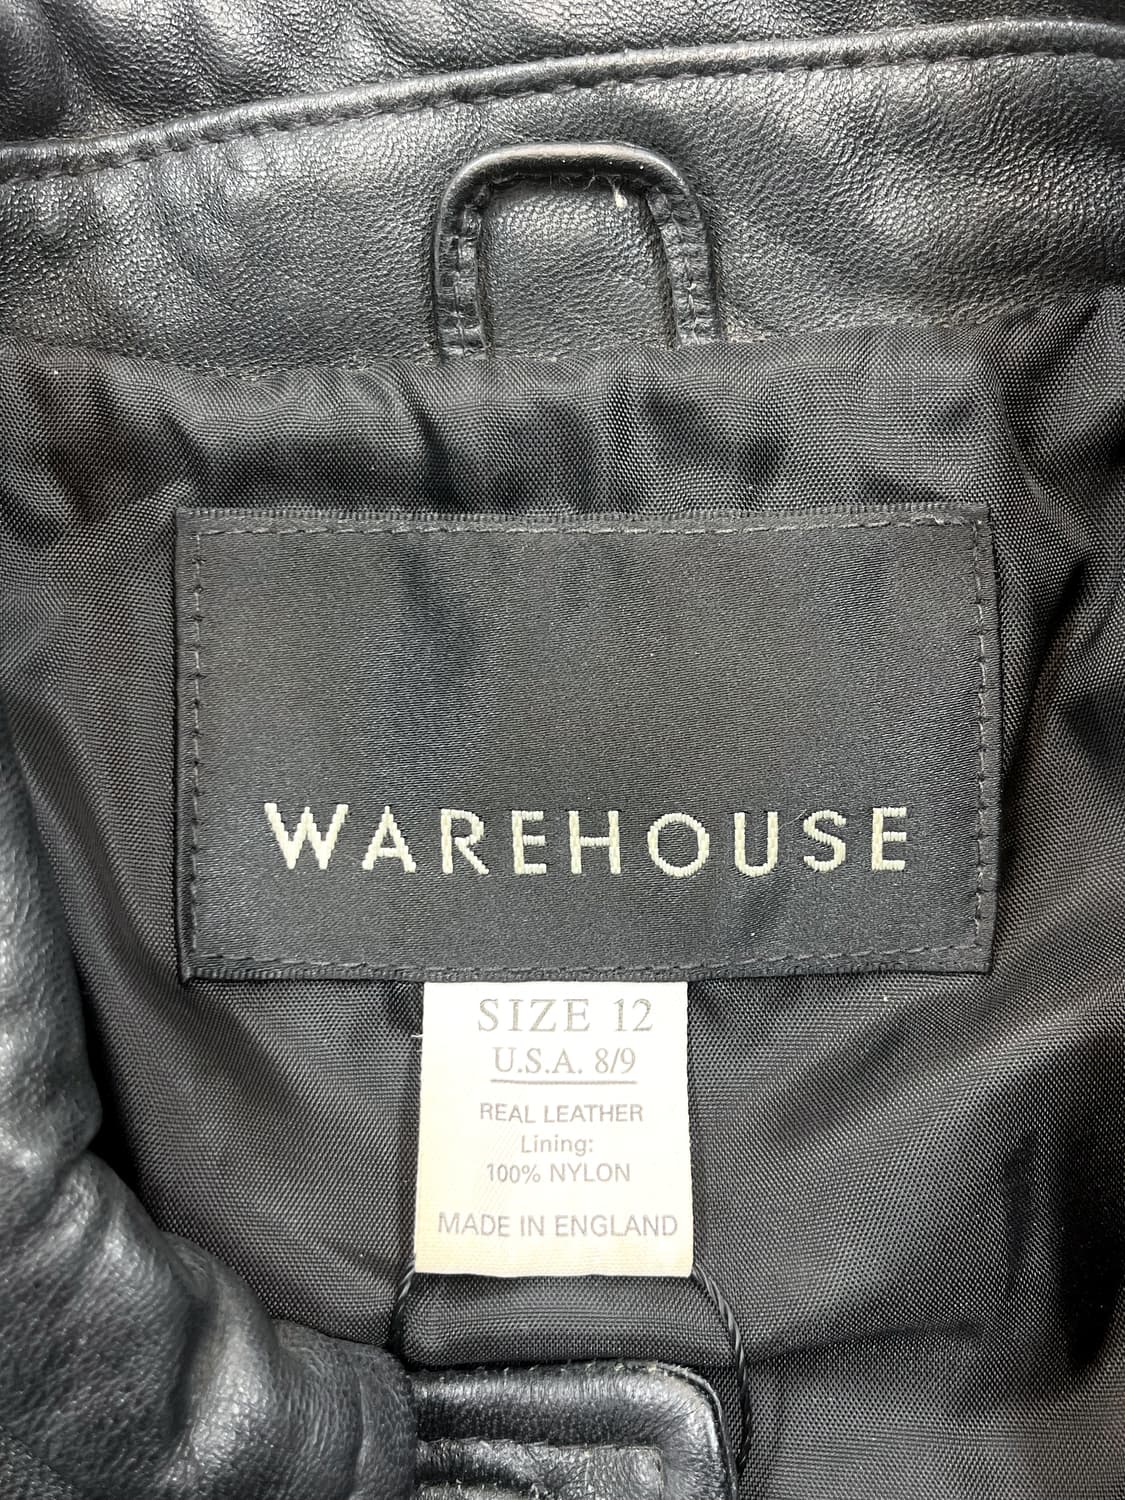 WAREHOUSE
SIZE 12
U.S.A. 8/9
REAL LEATHER
Lining:
100% NYLON
MADE IN ENGLAND